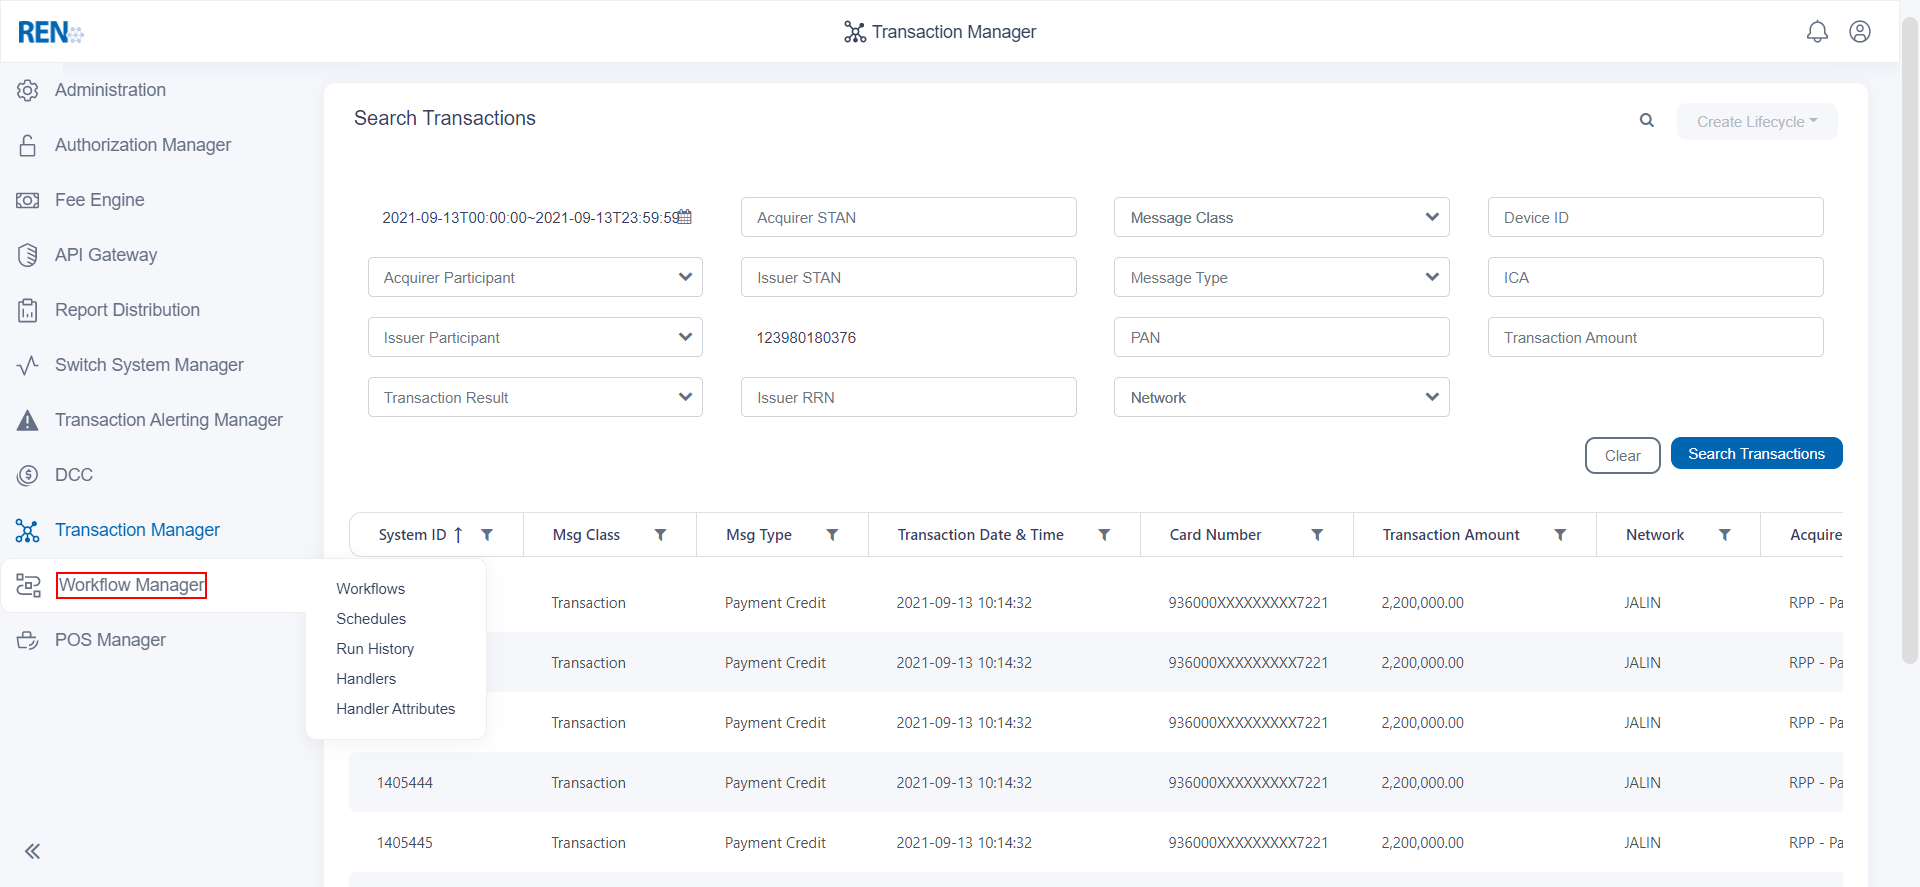 REN
Transaction Manager
Administration
Authorization Manager
Fee Engine
API Gateway
Report Distribution
Switch System Manager
Transaction Alerting Manager
DCC
Transaction Manager
Workflow Manager
POS Manager
Workflows
Schedules
Run History
Handlers
Handler Attributes
Search Transactions
Create Lifecycle
2021-09-13T00:00:00~2021-09-13T23:59:59
Acquirer STAN
Message Class
Device ID
Acquirer Participant
Issuer STAN
Message Type
ICA
Issuer Participant
123980180376
PAN
Transaction Amount
Transaction Result
Issuer RRN
Network
Clear
Search Transactions
System ID Msg Class Msg Type Transaction Date & Time Card Number Transaction Amount Network Acquire
Transaction Payment Credit 2021-09-13 10:14:32 936000XXXXXXXXX7221 2,200,000.00 JALIN RPP - Pa
Transaction Payment Credit 2021-09-13 10:14:32 936000XXXXXXXXX7221 2,200,000.00 JALIN RPP - Pa
Transaction Payment Credit 2021-09-13 10:14:32 936000XXXXXXXXX7221 2,200,000.00 JALIN RPP - Pa
1405444 Transaction Payment Credit 2021-09-13 10:14:32 936000XXXXXXXXX7221 2,200,000.00 JALIN RPP - Pa
1405445 Transaction Payment Credit 2021-09-13 10:14:32 936000XXXXXXXXX7221 2,200,000.00 JALIN RPP - Pa